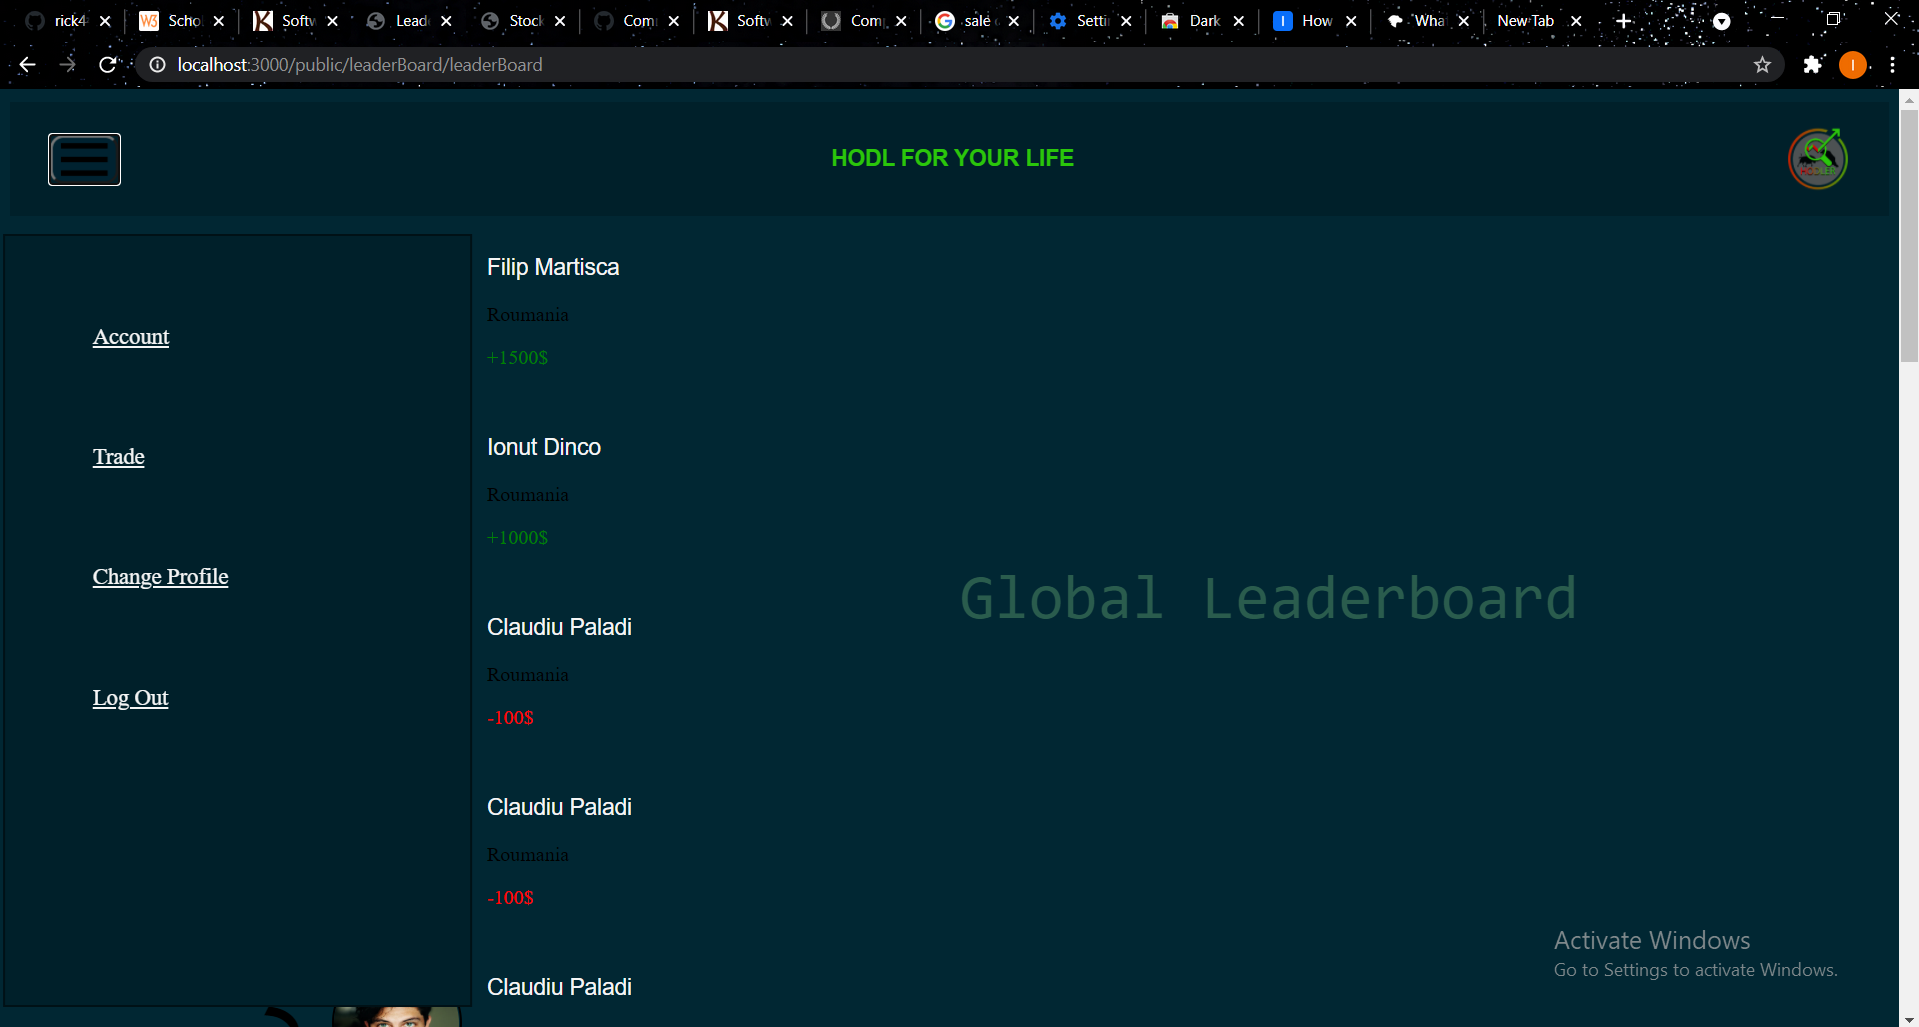 rick4
Scho
Softw
Lead
Stock
Com
Softw
Com
sale
Setti
Dark
How
Wha
New Tab
localhost:3000/public/leaderBoard/leaderBoard
HODL FOR YOUR LIFE
Account
Trade
Change Profile
Log Out
Filip Martisca
Roumania
+1500$
Ionut Dinco
Roumania
+1000$
Claudiu Paladi
Roumania
-100$
Claudiu Paladi
Roumania
-100$
Claudiu Paladi
Global Leaderboard
Activate Windows
Go to Settings to activate Windows.